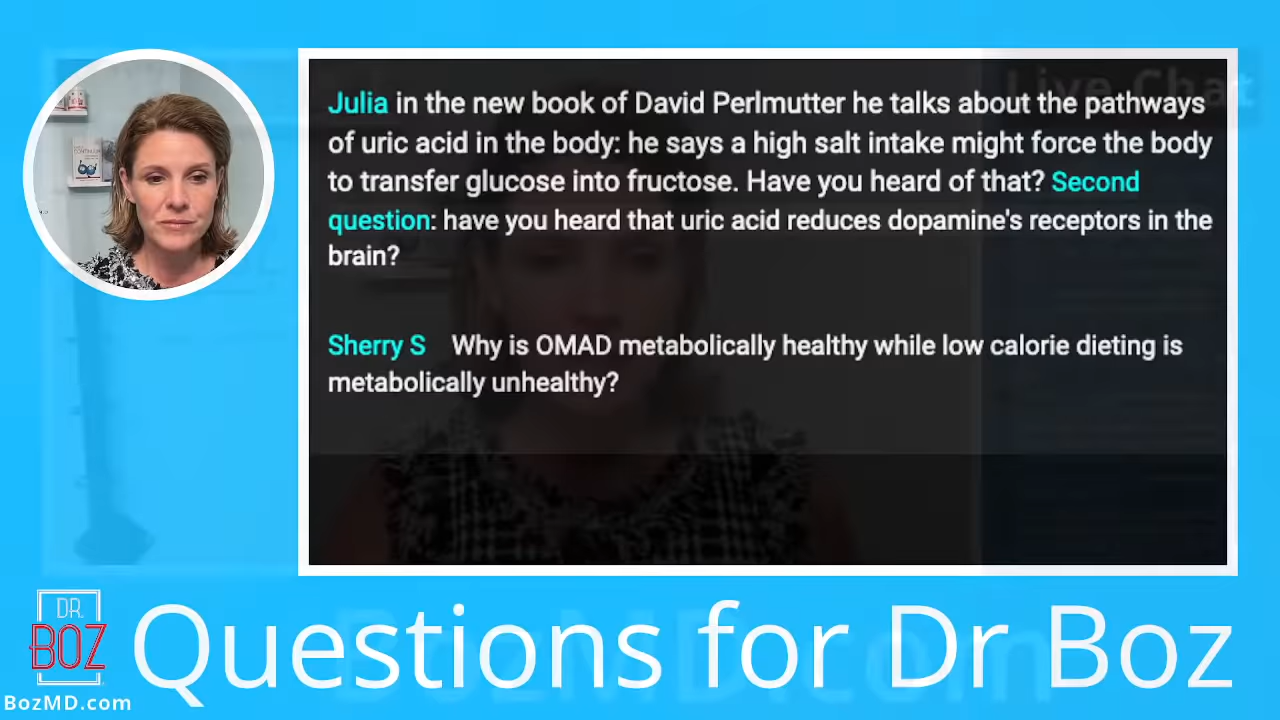 Live Chat
Julia in the new book of David Perlmutter he talks about the pathways
of uric acid in the body: he says a high salt intake might force the body
to transfer glucose into fructose. Have you heard of that? Second
question: have you heard that uric acid reduces dopamine's receptors in the
brain?
Sherry S Why is OMAD metabolically healthy while low calorie dieting is
metabolically unhealthy?
DR.
BOZ
Questions for Dr Boz
BozMD.com